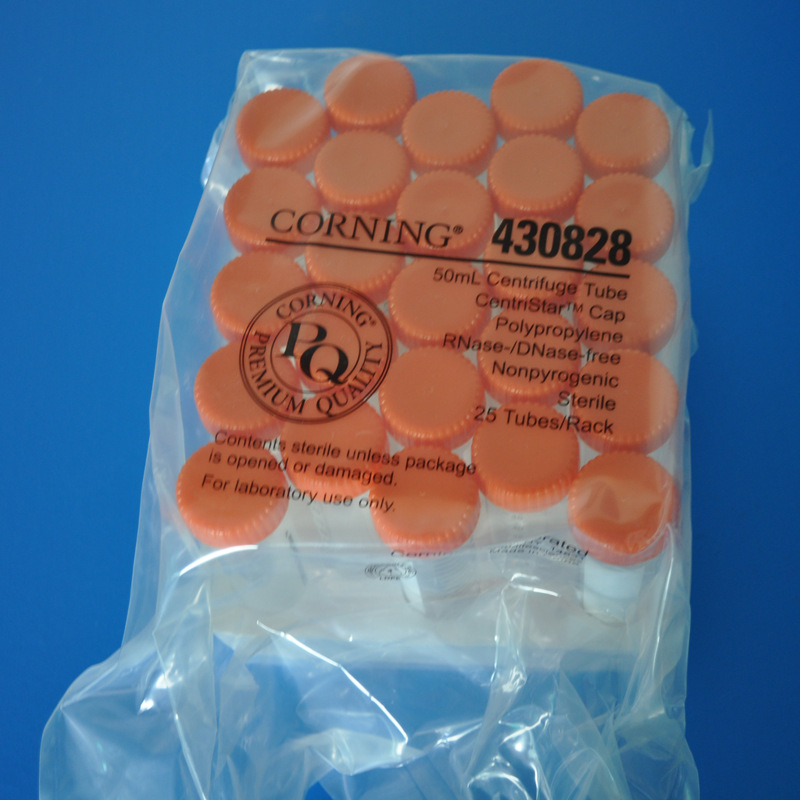 CORNING® 430828
50mL Centrifuge Tube
CentriStar™ Cap
Polypropylene
RNase-/DNase-free
Nonpyrogenic
Sterile
25 Tubes/Rack
CORNING®
PQ
PREMIUM QUALITY
Contents sterile unless package
is opened or damaged.
For laboratory use only.